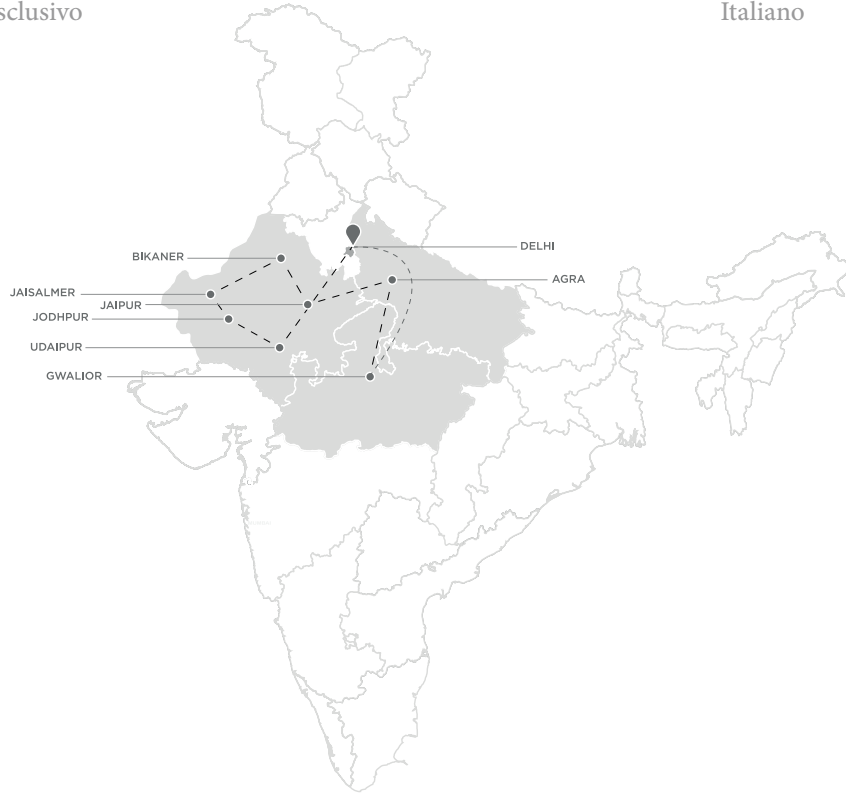 sclusivo
Italiano
BIKANER
DELHI
AGRA
JAISALMER
JAIPUR
JODHPUR
UDAIPUR
GWALIOR